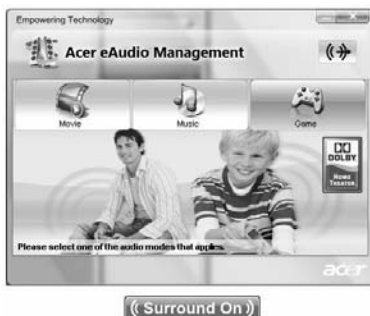 Empowering Technology
Acer eAudio Management
Movie
Music
Game
DOLBY
HOME
THEATER
Please select one of the audio modes that applies.
acer
Surround On